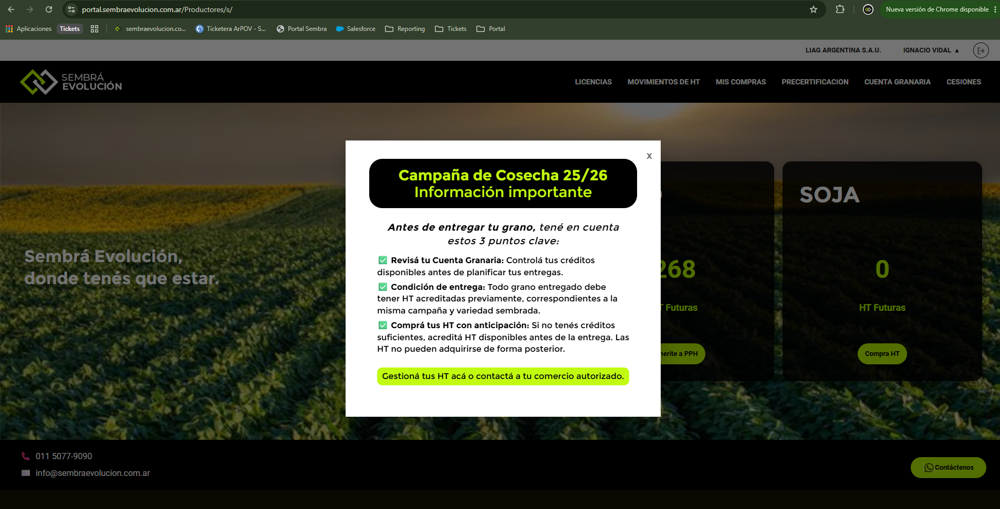 portal.sembraevolucion.com.ar/Productores/s/
Nueva versión de Chrome disponible
Aplicaciones
Tickets
sembraevolucion.co...
Ticketera ArPOV - S...
Portal Sembra
Salesforce
Reporting
Tickets
Portal
LIAG ARGENTINA S.A.U.
IGNACIO VIDAL ▲
SEMBRÁ
EVOLUCIÓN
LICENCIAS
MOVIMIENTOS DE HT
MIS COMPRAS
PRECERTIFICACION
CUENTA GRANARIA
CESIONES
Sembrá Evolución,
donde tenés que estar.
X
Campaña de Cosecha 25/26
Información importante
Antes de entregar tu grano, tené en cuenta
estos 3 puntos clave:
✅ Revisá tu Cuenta Granaria: Controlá tus créditos
disponibles antes de planificar tus entregas.
✅ Condición de entrega: Todo grano entregado debe
tener HT acreditadas previamente, correspondientes a la
misma campaña y variedad sembrada.
✅ Comprá tus HT con anticipación: Si no tenés créditos
suficientes, acreditá HT disponibles antes de la entrega. Las
HT no pueden adquirirse de forma posterior.
Gestioná tus HT acá o contactá a tu comercio autorizado.
268
Futuras
a PPH
SOJA
0
HT Futuras
Compra HT
011 5077-9090
info@sembraevolucion.com.ar
Contáctenos